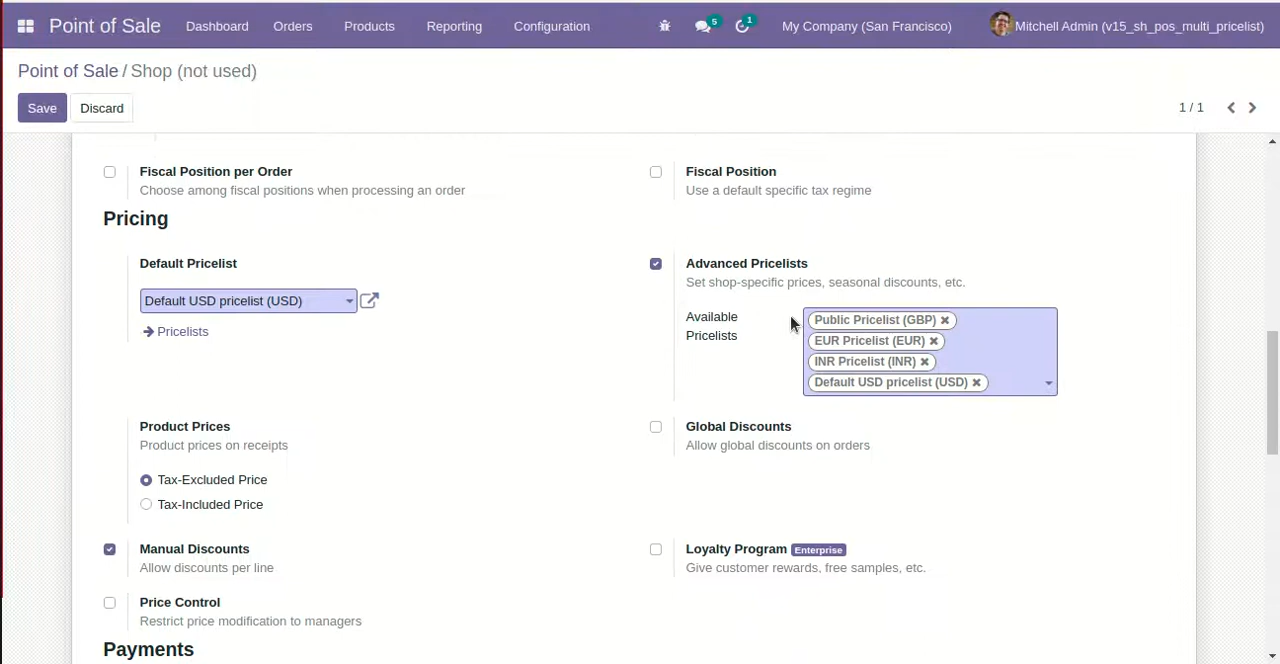 Point of Sale Dashboard Orders Products Reporting Configuration 5 1 My Company (San Francisco) Mitchell Admin (v15_sh_pos_multi_pricelist)
Point of Sale / Shop (not used)
Save Discard 1 / 1
Fiscal Position per Order
Choose among fiscal positions when processing an order
Fiscal Position
Use a default specific tax regime
Pricing
Default Pricelist
Default USD pricelist (USD)
Pricelists
Advanced Pricelists
Set shop-specific prices, seasonal discounts, etc.
Available
Pricelists
Public Pricelist (GBP)
EUR Pricelist (EUR)
INR Pricelist (INR)
Default USD pricelist (USD)
Product Prices
Product prices on receipts
Tax-Excluded Price
Tax-Included Price
Global Discounts
Allow global discounts on orders
Manual Discounts
Allow discounts per line
Loyalty Program Enterprise
Give customer rewards, free samples, etc.
Price Control
Restrict price modification to managers
Payments